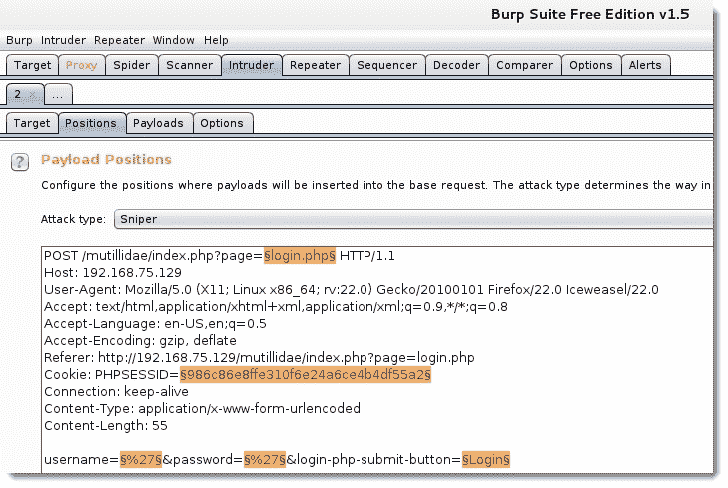 Burp Suite Free Edition v1.5
Burp Intruder Repeater Window Help
Target Proxy Spider Scanner Intruder Repeater Sequencer Decoder Comparer Options Alerts
2 × ...
Target Positions Payloads Options
? Payload Positions
Configure the positions where payloads will be inserted into the base request. The attack type determines the way in
Attack type: Sniper
POST /mutillidae/index.php?page=§login.php§ HTTP/1.1
Host: 192.168.75.129
User-Agent: Mozilla/5.0 (X11; Linux x86_64; rv:22.0) Gecko/20100101 Firefox/22.0 Iceweasel/22.0
Accept: text/html,application/xhtml+xml,application/xml;q=0.9,*/*;q=0.8
Accept-Language: en-US,en;q=0.5
Accept-Encoding: gzip, deflate
Referer: http://192.168.75.129/mutillidae/index.php?page=login.php
Cookie: PHPSESSID=§986c86e8ffe310f6e24a6ce4b4df55a2§
Connection: keep-alive
Content-Type: application/x-www-form-urlencoded
Content-Length: 55
username=§%27§&password=§%27§&login-php-submit-button=§Login§